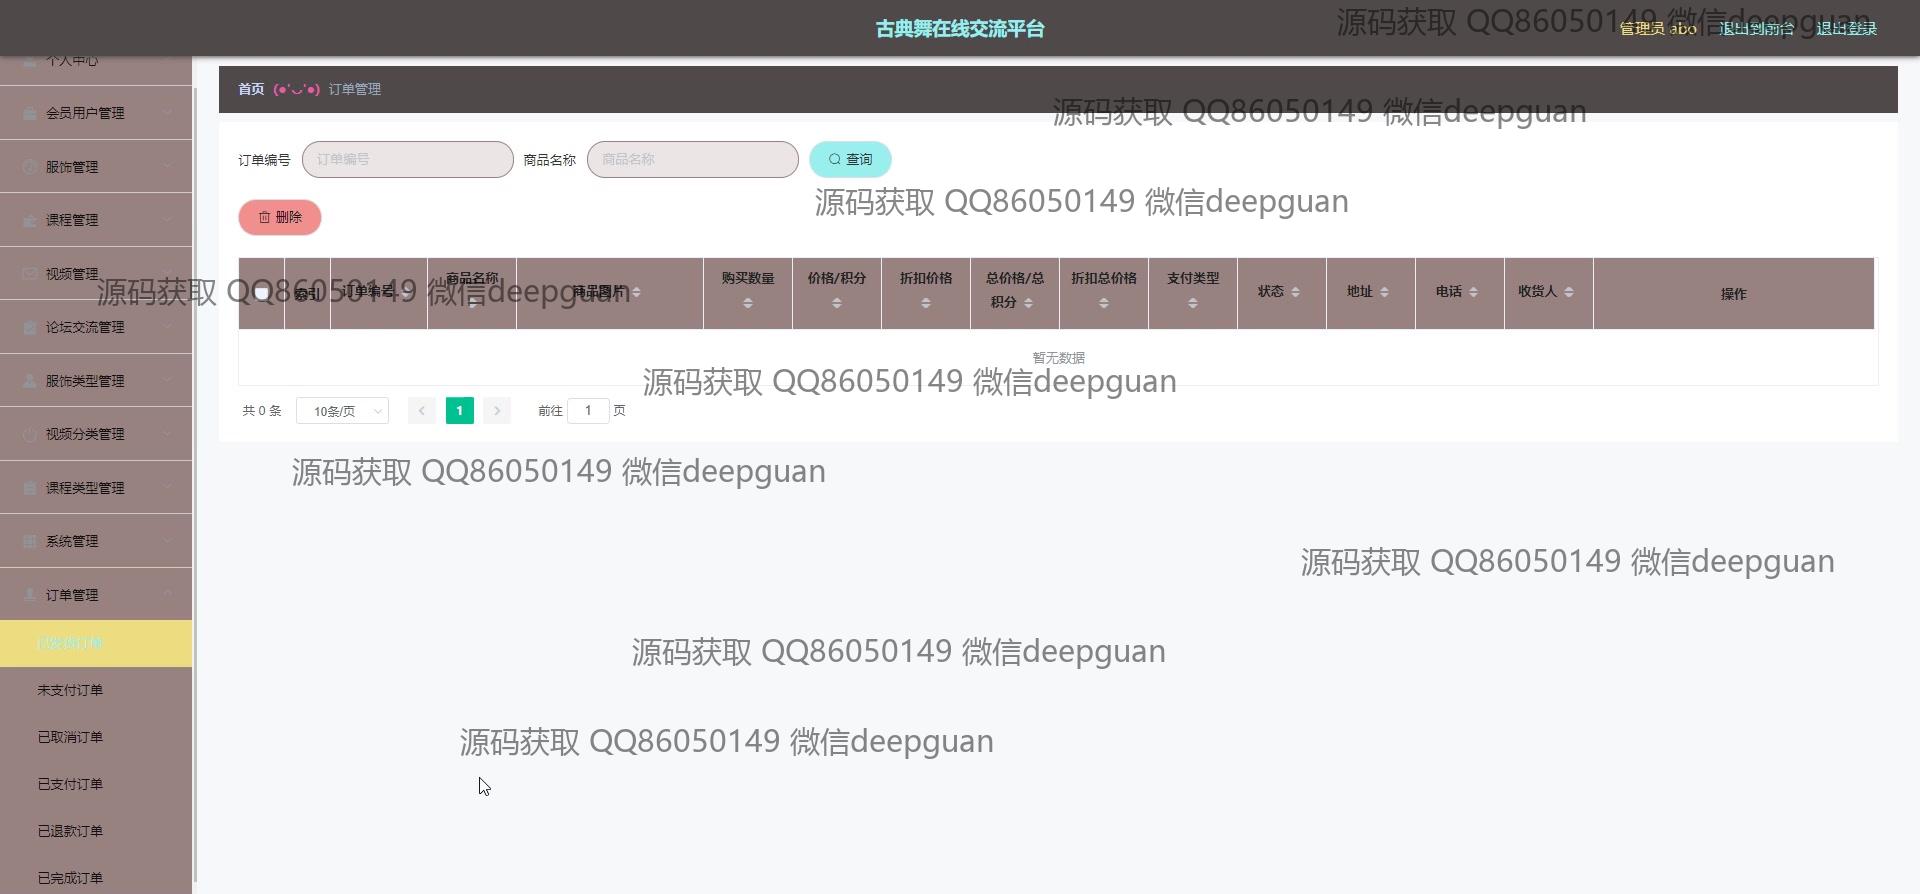 古典舞在线交流平台
管理员 abo 退出到前台 退出登录
源码获取 QQ86050149 微信deepguan
个人中心
会员用户管理
服饰管理
课程管理
视频管理
论坛交流管理
服饰类型管理
视频分类管理
课程类型管理
系统管理
订单管理
已发货订单
未支付订单
已取消订单
已支付订单
已退款订单
已完成订单
首页 (●'◡'●) 订单管理
源码获取 QQ86050149 微信deepguan
订单编号 订单编号 商品名称 商品名称 查询
源码获取 QQ86050149 微信deepguan
删除
索引 订单编号 商品名称 商品图片 购买数量 价格/积分 折扣价格 总价格/总积分 折扣总价格 支付类型 状态 地址 电话 收货人 操作
源码获取 QQ86050149 微信deepguan
暂无数据
源码获取 QQ86050149 微信deepguan
共 0 条 10条/页 1 前往 1 页
源码获取 QQ86050149 微信deepguan
源码获取 QQ86050149 微信deepguan
源码获取 QQ86050149 微信deepguan
源码获取 QQ86050149 微信deepguan